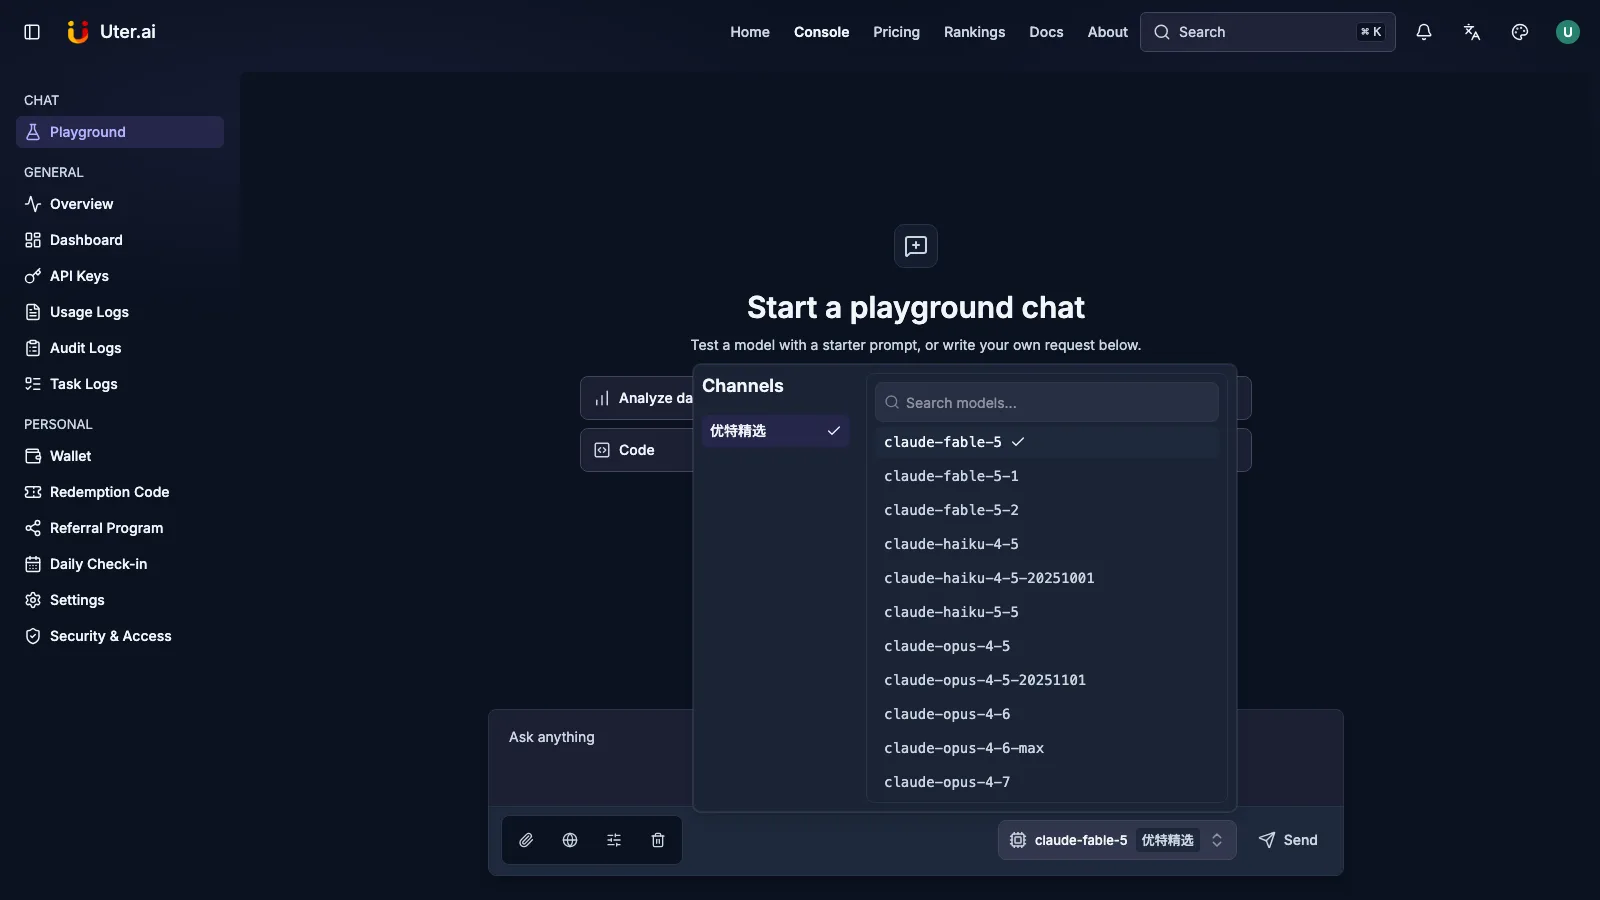 Uter.ai
Home
Console
Pricing
Rankings
Docs
About
Search
⌘ K
U
CHAT
Playground
GENERAL
Overview
Dashboard
API Keys
Usage Logs
Audit Logs
Task Logs
PERSONAL
Wallet
Redemption Code
Referral Program
Daily Check-in
Settings
Security & Access
Start a playground chat
Test a model with a starter prompt, or write your own request below.
Analyze da
Code
Channels
优特精选
Search models...
claude-fable-5
claude-fable-5-1
claude-fable-5-2
claude-haiku-4-5
claude-haiku-4-5-20251001
claude-haiku-5-5
claude-opus-4-5
claude-opus-4-5-20251101
claude-opus-4-6
claude-opus-4-6-max
claude-opus-4-7
Ask anything
claude-fable-5 优特精选
Send